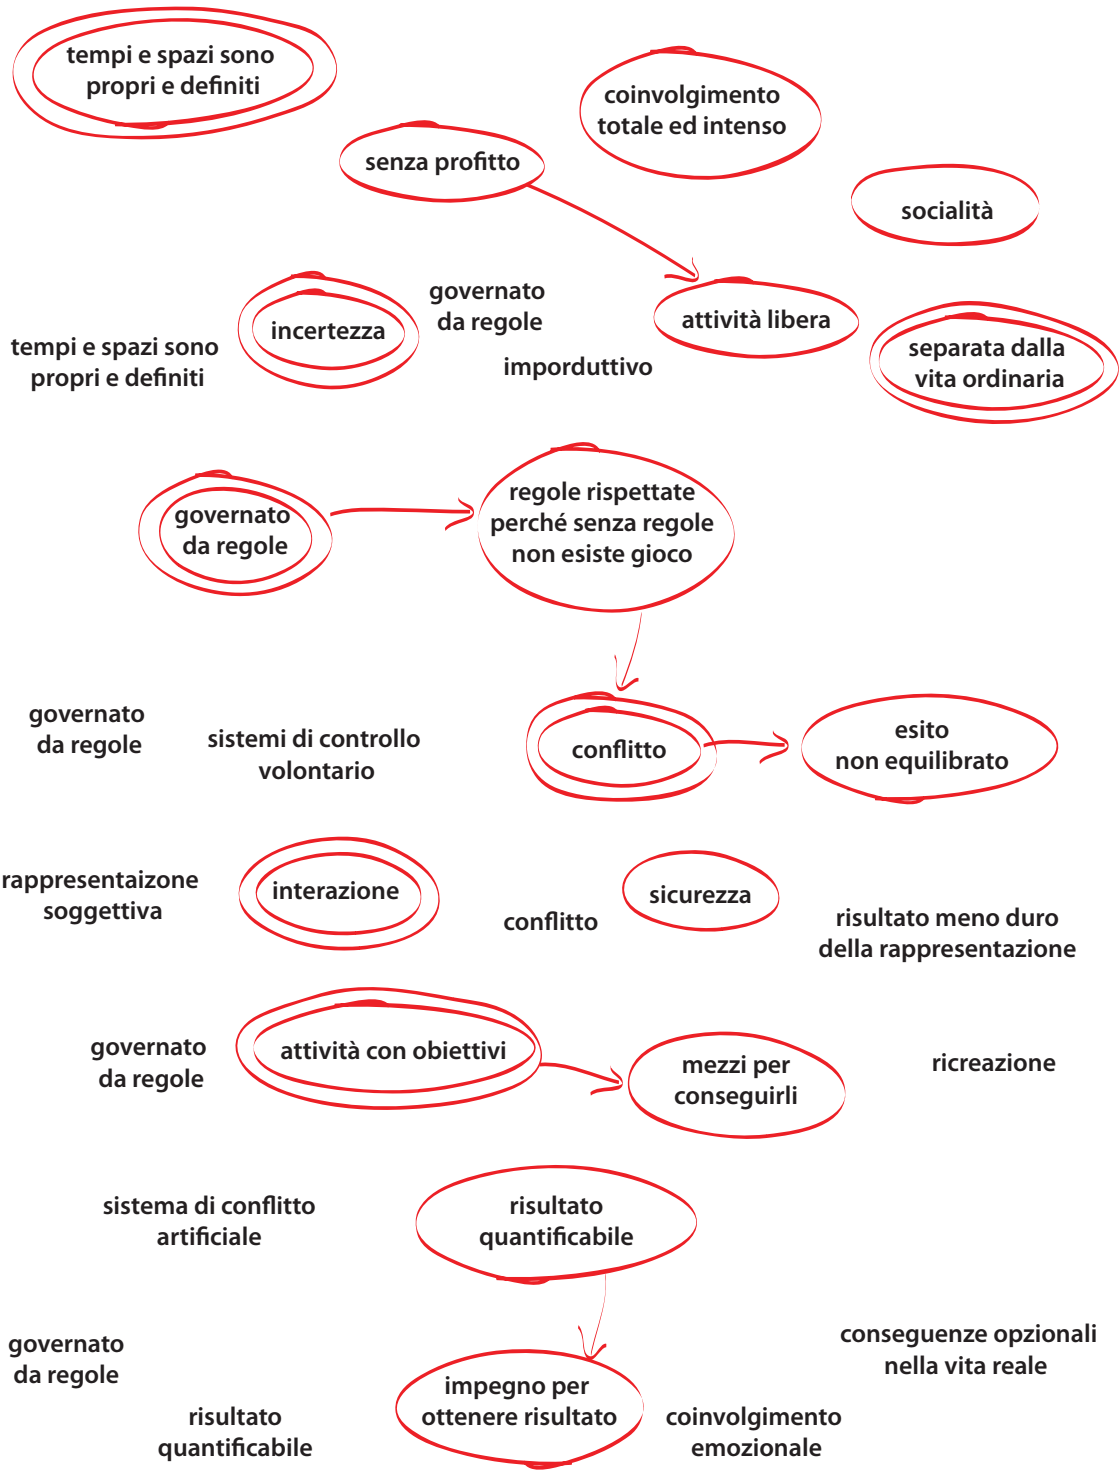 tempi e spazi sono
propri e definiti
coinvolgimento
totale ed intenso
senza profitto
socialità
governato
da regole
incertezza
attività libera
tempi e spazi sono
propri e definiti
imporduttivo
separata dalla
vita ordinaria
governato
da regole
regole rispettate
perché senza regole
non esiste gioco
governato
da regole
sistemi di controllo
volontario
conflitto
esito
non equilibrato
rappresentaizone
soggettiva
interazione
conflitto
sicurezza
risultato meno duro
della rappresentazione
governato
da regole
attività con obiettivi
mezzi per
conseguirli
ricreazione
sistema di conflitto
artificiale
risultato
quantificabile
governato
da regole
risultato
quantificabile
impegno per
ottenere risultato
coinvolgimento
emozionale
conseguenze opzionali
nella vita reale